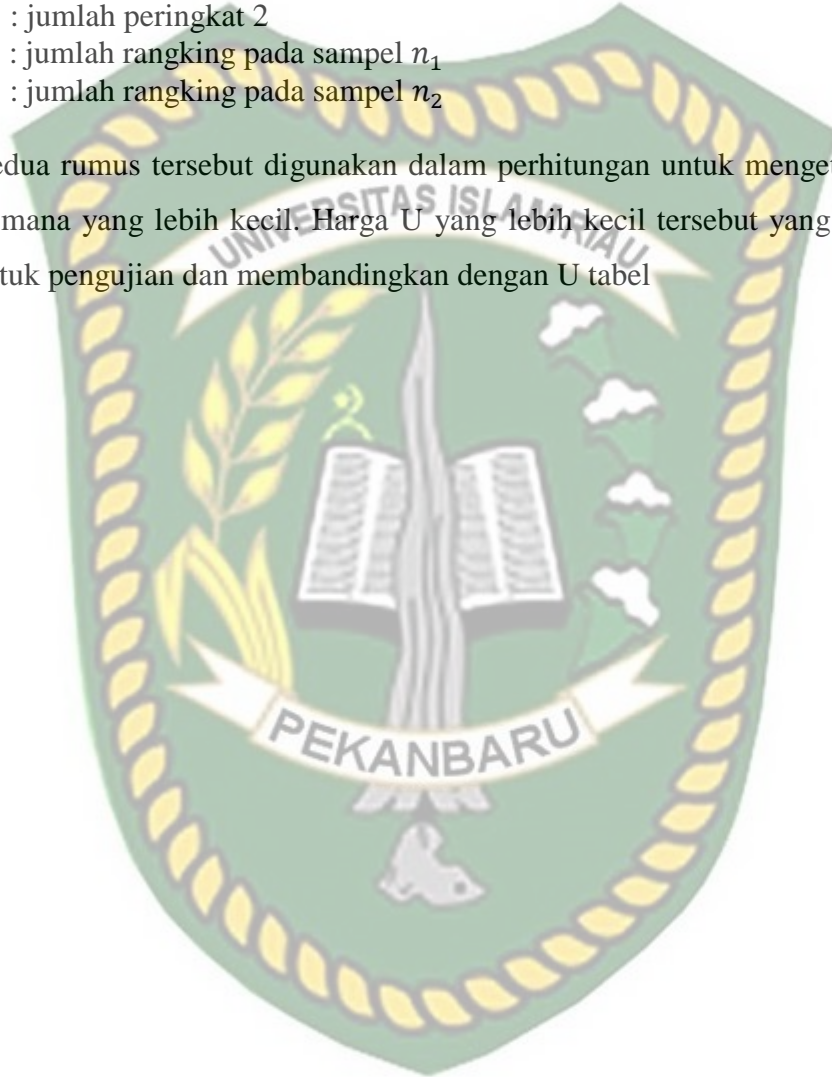 : jumlah peringkat 2
: jumlah rangking pada sampel n₁
: jumlah rangking pada sampel n₂
edua rumus tersebut digunakan dalam perhitungan untuk menget
mana yang lebih kecil. Harga U yang lebih kecil tersebut yang
tuk pengujian dan membandingkan dengan U tabel
UNIVERSITAS ISLAM RIAU
PEKANBARU